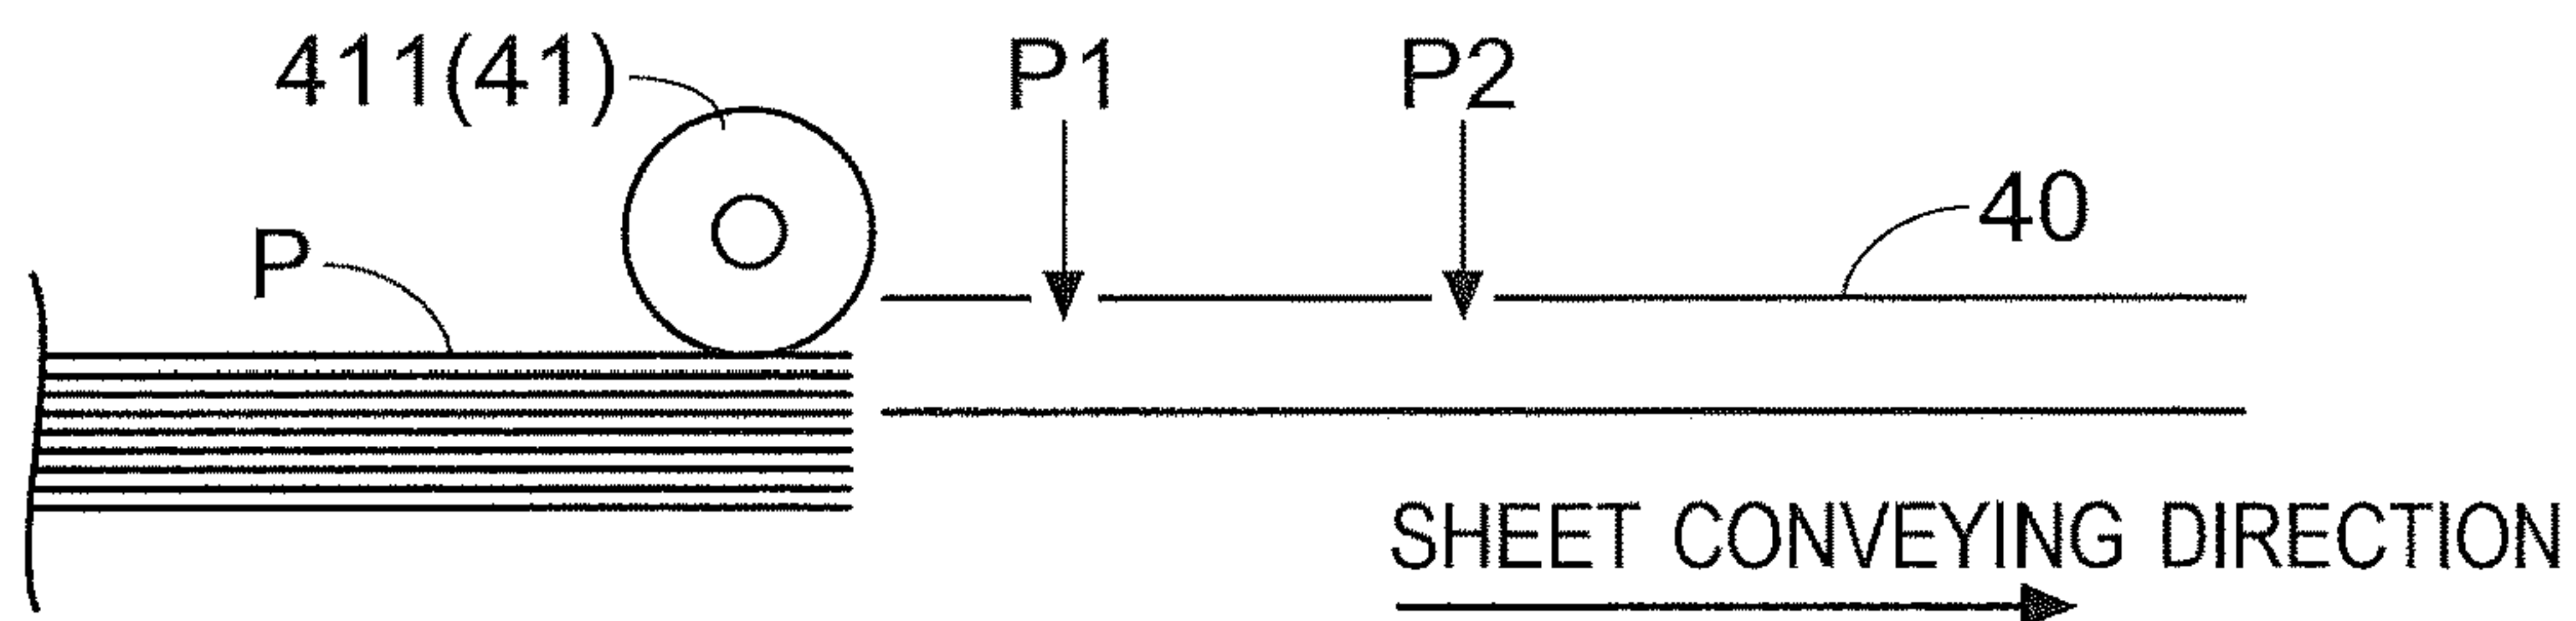 411(41)
P1
P2
40
P
SHEET CONVEYING DIRECTION